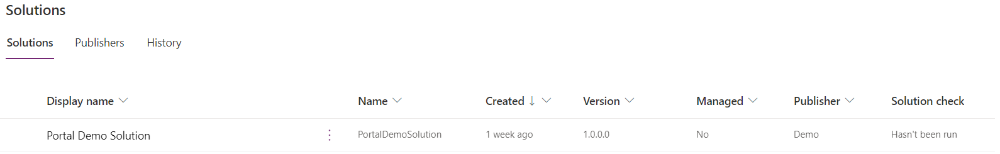 Solutions
Solutions Publishers History
Display name Name Created Version Managed Publisher Solution check
Portal Demo Solution PortalDemoSolution 1 week ago 1.0.0.0 No Demo Hasn't been run